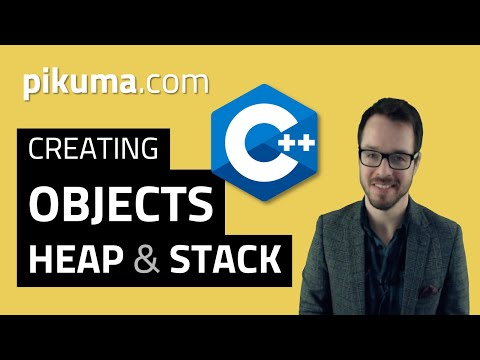 pikuma.com
C++
CREATING
OBJECTS
HEAP & STACK